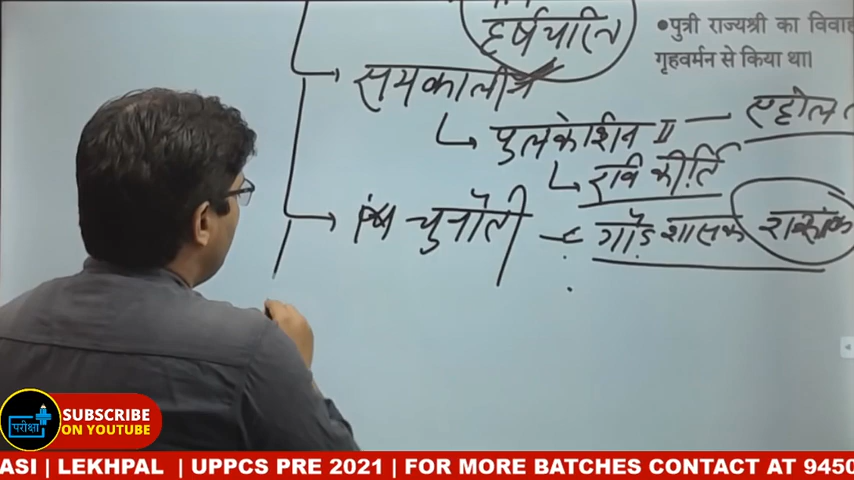 हर्षचरित
•पुत्री राज्यश्री का विवाह
गृहवर्मन से किया था।
समकालीन
पुलकेशिन II — एहोल
रवि कीर्ति
चुनौती — गौड शासक शशांक
परीक्षा
SUBSCRIBE
ON YOUTUBE
ASI | LEKHPAL | UPPCS PRE 2021 | FOR MORE BATCHES CONTACT AT 9450